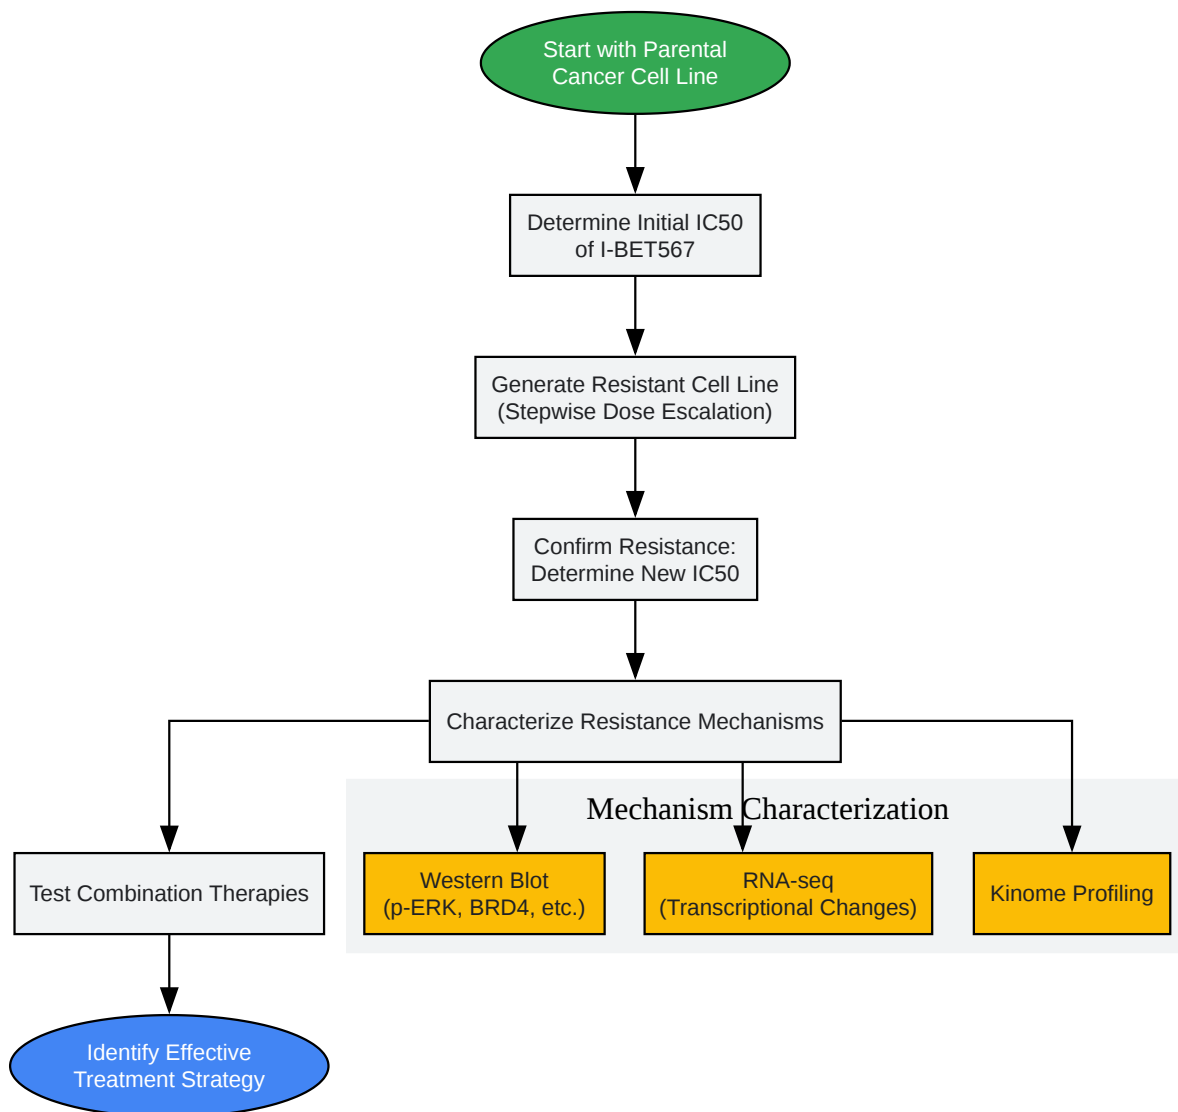 Start with Parental
Cancer Cell Line
Determine Initial IC50
of I-BET567
Generate Resistant Cell Line
(Stepwise Dose Escalation)
Confirm Resistance:
Determine New IC50
Characterize Resistance Mechanisms
Mechanism Characterization
Test Combination Therapies
Western Blot
(p-ERK, BRD4, etc.)
RNA-seq
(Transcriptional Changes)
Kinome Profiling
Identify Effective
Treatment Strategy